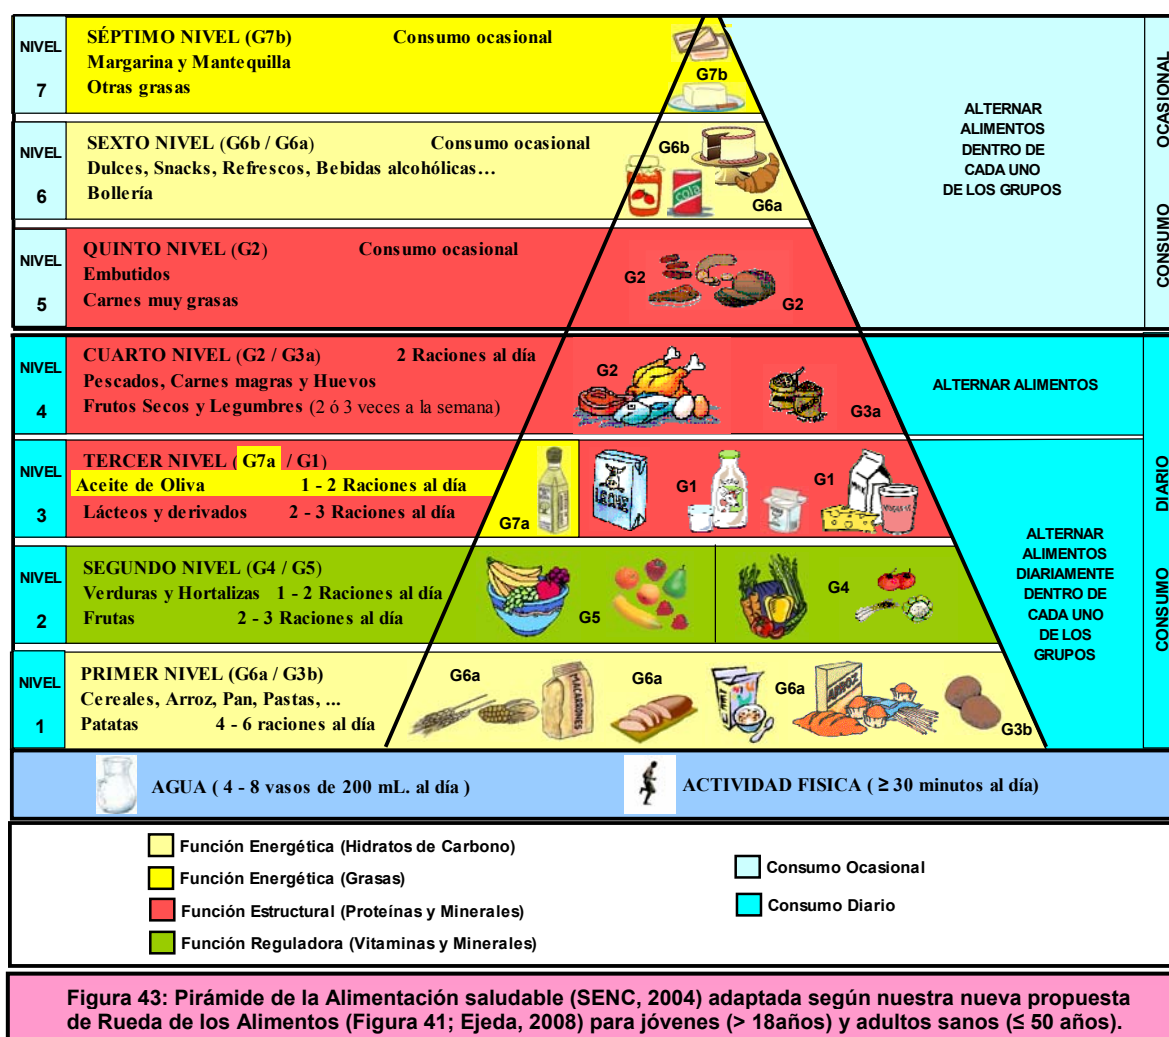 NIVEL
7
SÉPTIMO NIVEL (G7b) Consumo ocasional
Margarina y Mantequilla
Otras grasas
G7b
NIVEL
6
SEXTO NIVEL (G6b / G6a) Consumo ocasional
Dulces, Snacks, Refrescos, Bebidas alcohólicas…
Bollería
G6b
cola
G6a
NIVEL
5
QUINTO NIVEL (G2) Consumo ocasional
Embutidos
Carnes muy grasas
G2
G2
ALTERNAR
ALIMENTOS
DENTRO DE
CADA UNO
DE LOS GRUPOS
CONSUMO OCASIONAL
NIVEL
4
CUARTO NIVEL (G2 / G3a) 2 Raciones al día
Pescados, Carnes magras y Huevos
Frutos Secos y Legumbres (2 ó 3 veces a la semana)
G2
G3a
ALTERNAR ALIMENTOS
NIVEL
3
TERCER NIVEL ( G7a / G1)
Aceite de Oliva 1 - 2 Raciones al día
Lácteos y derivados 2 - 3 Raciones al día
G7a
LECHE
G1
G1
NIVEL
2
SEGUNDO NIVEL (G4 / G5)
Verduras y Hortalizas 1 - 2 Raciones al día
Frutas 2 - 3 Raciones al día
G5
G4
NIVEL
1
PRIMER NIVEL (G6a / G3b)
Cereales, Arroz, Pan, Pastas, ...
Patatas 4 - 6 raciones al día
G6a
MACARRONES
G6a
G6a
ARROZ
G3b
ALTERNAR
ALIMENTOS
DIARIAMENTE
DENTRO DE
CADA UNO
DE LOS
GRUPOS
CONSUMO DIARIO
AGUA ( 4 - 8 vasos de 200 mL. al día )
ACTIVIDAD FISICA ( ≥ 30 minutos al día)
Función Energética (Hidratos de Carbono)
Función Energética (Grasas)
Función Estructural (Proteínas y Minerales)
Función Reguladora (Vitaminas y Minerales)
Consumo Ocasional
Consumo Diario
Figura 43: Pirámide de la Alimentación saludable (SENC, 2004) adaptada según nuestra nueva propuesta
de Rueda de los Alimentos (Figura 41; Ejeda, 2008) para jóvenes (> 18años) y adultos sanos (≤ 50 años).